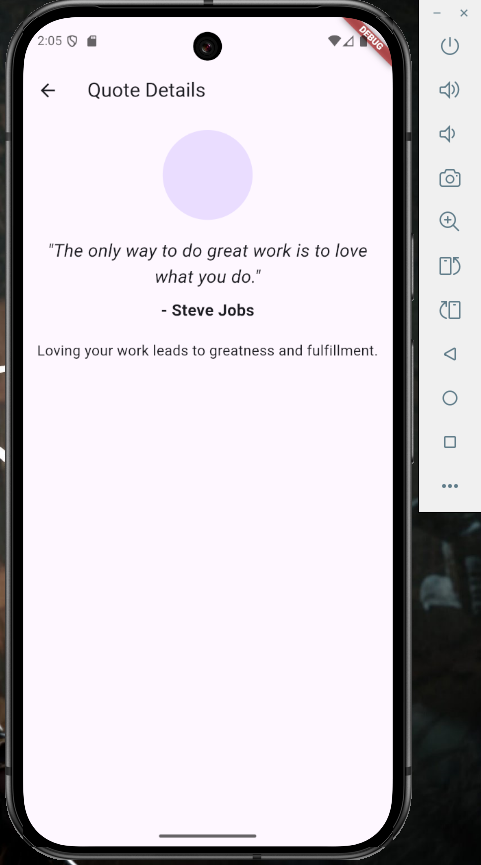 2:05
DEBUG
Quote Details
"The only way to do great work is to love
what you do."
- Steve Jobs
Loving your work leads to greatness and fulfillment.